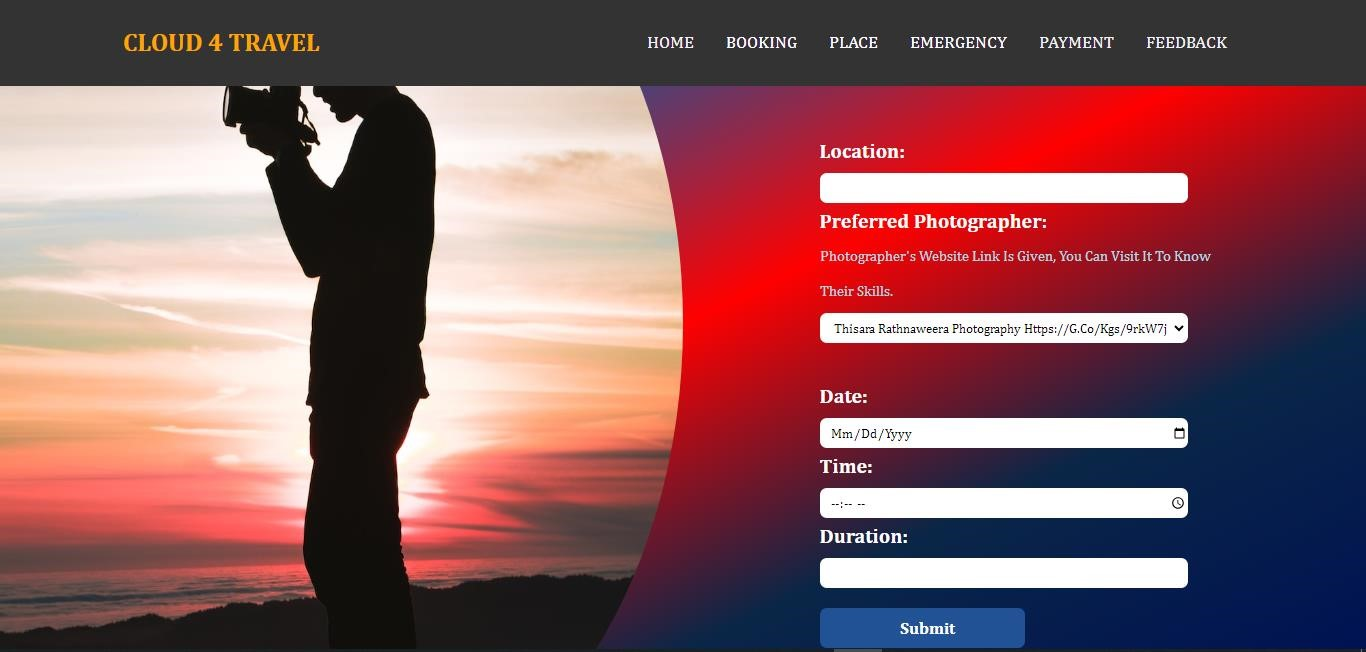 CLOUD 4 TRAVEL
HOME BOOKING PLACE EMERGENCY PAYMENT FEEDBACK
Location:
Preferred Photographer:
Photographer's Website Link Is Given, You Can Visit It To Know
Their Skills.
Thisara Rathnaweera Photography Https://G.Co/Kgs/9rkW7j
Date:
Mm/Dd/Yyyy
Time:
--:-- --
Duration:
Submit